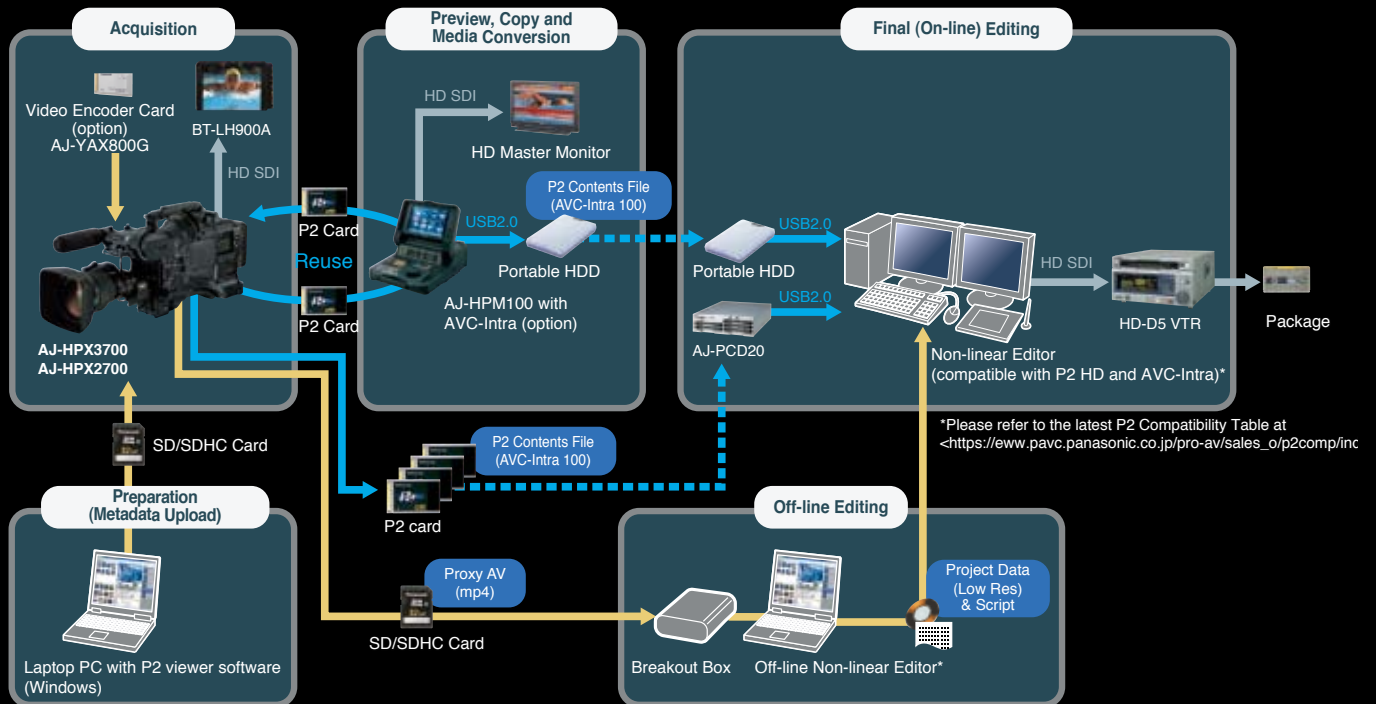 Acquisition
Video Encoder Card
(option)
AJ-YAX800G
BT-LH900A
HD SDI
AJ-HPX3700
AJ-HPX2700
P2 Card
Reuse
P2 Card
Preview, Copy and
Media Conversion
HD SDI
HD Master Monitor
USB2.0
P2 Contents File
(AVC-Intra 100)
Portable HDD
AJ-HPM100 with
AVC-Intra (option)
Final (On-line) Editing
Portable HDD
USB2.0
USB2.0
AJ-PCD20
Non-linear Editor
(compatible with P2 HD and AVC-Intra)*
HD SDI
HD-D5 VTR
Package
*Please refer to the latest P2 Compatibility Table at
<https://eww.pavc.panasonic.co.jp/pro-av/sales_o/p2comp/inc
SD/SDHC Card
P2 Contents File
(AVC-Intra 100)
P2 card
Preparation
(Metadata Upload)
Laptop PC with P2 viewer software
(Windows)
Proxy AV
(mp4)
SD/SDHC Card
Off-line Editing
Breakout Box
Off-line Non-linear Editor*
Project Data
(Low Res)
& Script